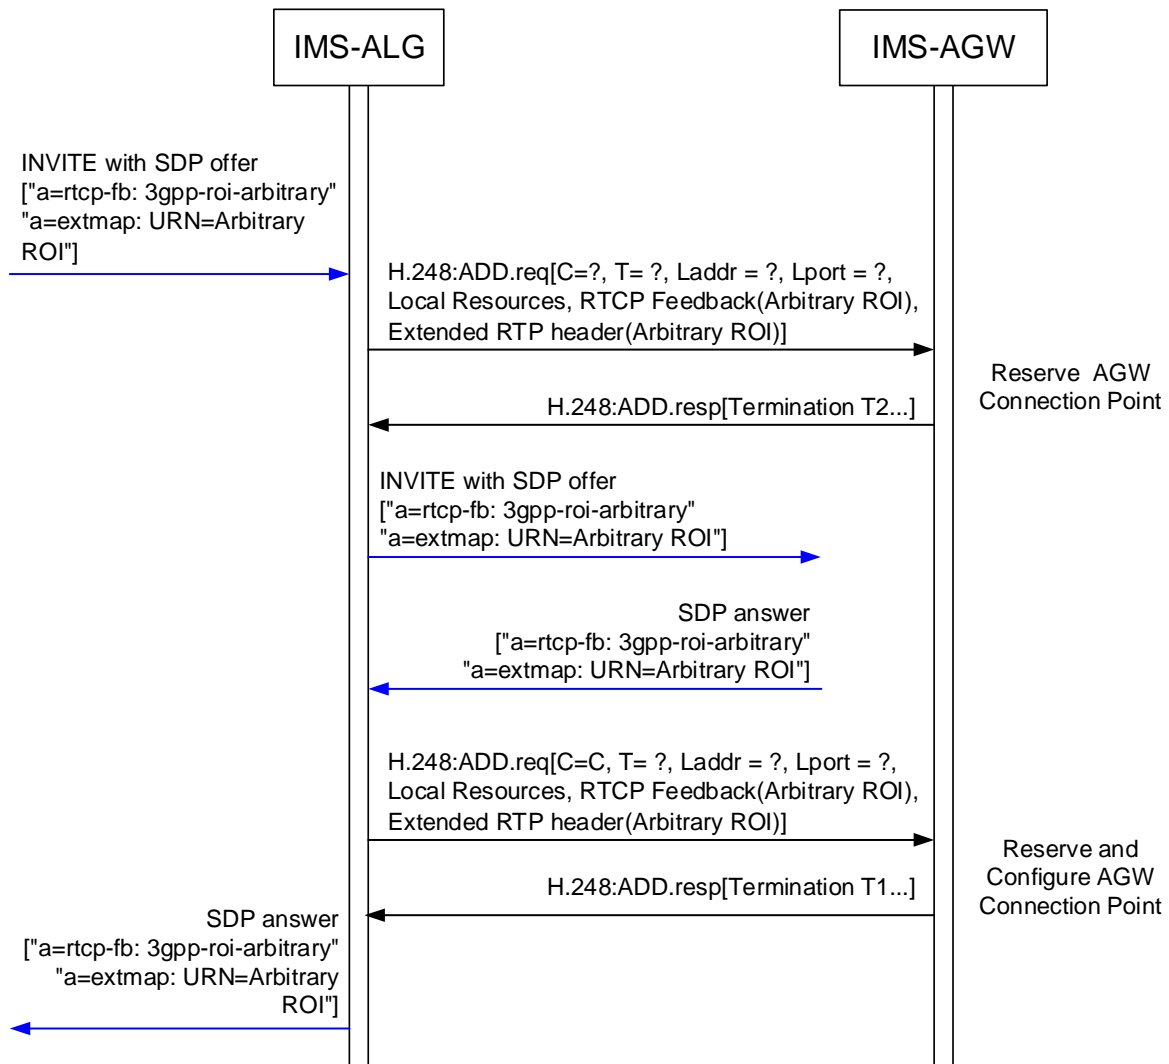 IMS-ALG
IMS-AGW
INVITE with SDP offer
["a=rtcp-fb: 3gpp-roi-arbitrary"
"a=extmap: URN=Arbitrary
ROI"]
H.248:ADD.req[C=?, T= ?, Laddr = ?, Lport = ?,
Local Resources, RTCP Feedback(Arbitrary ROI),
Extended RTP header(Arbitrary ROI)]
Reserve AGW
Connection Point
H.248:ADD.resp[Termination T2...]
INVITE with SDP offer
["a=rtcp-fb: 3gpp-roi-arbitrary"
"a=extmap: URN=Arbitrary ROI"]
SDP answer
["a=rtcp-fb: 3gpp-roi-arbitrary"
"a=extmap: URN=Arbitrary ROI"]
H.248:ADD.req[C=C, T= ?, Laddr = ?, Lport = ?,
Local Resources, RTCP Feedback(Arbitrary ROI),
Extended RTP header(Arbitrary ROI)]
Reserve and
Configure AGW
Connection Point
H.248:ADD.resp[Termination T1...]
SDP answer
["a=rtcp-fb: 3gpp-roi-arbitrary"
"a=extmap: URN=Arbitrary
ROI"]